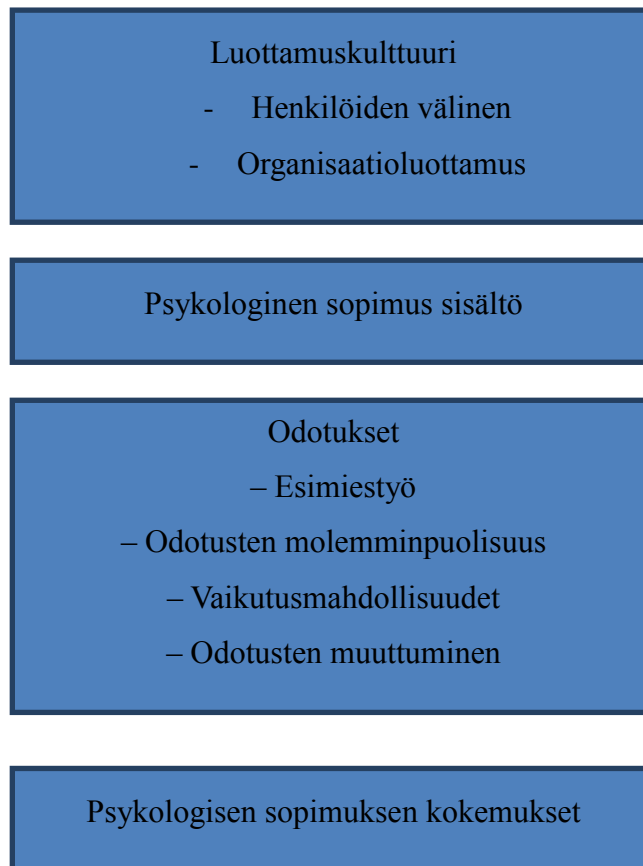 Luottamuskulttuuri
- Henkilöiden välinen
- Organisaatioluottamus
Psykologinen sopimus sisältö
Odotukset
– Esimiestyö
– Odotusten molemminpuolisuus
– Vaikutusmahdollisuudet
– Odotusten muuttuminen
Psykologisen sopimuksen kokemukset